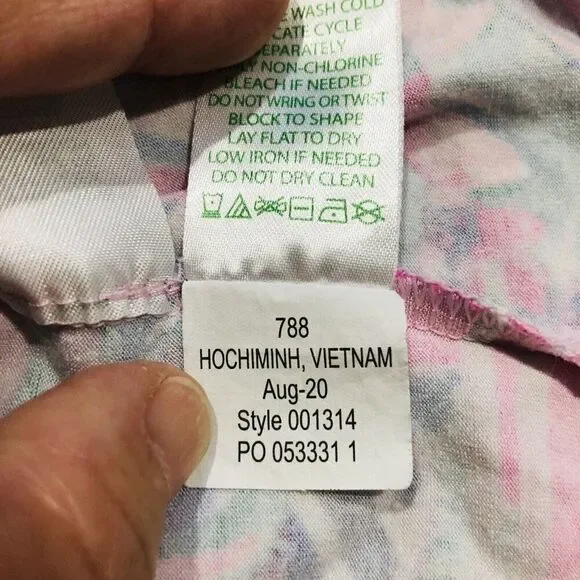 WASH COLD
CYCLE
SEPARATELY
NON-CHLORINE
BLEACH IF NEEDED
DO NOT WRING OR TWIST
BLOCK TO SHAPE
LAY FLAT TO DRY
LOW IRON IF NEEDED
DO NOT DRY CLEAN
788
HOCHIMINH, VIETNAM
Aug-20
Style 001314
PO 053331 1